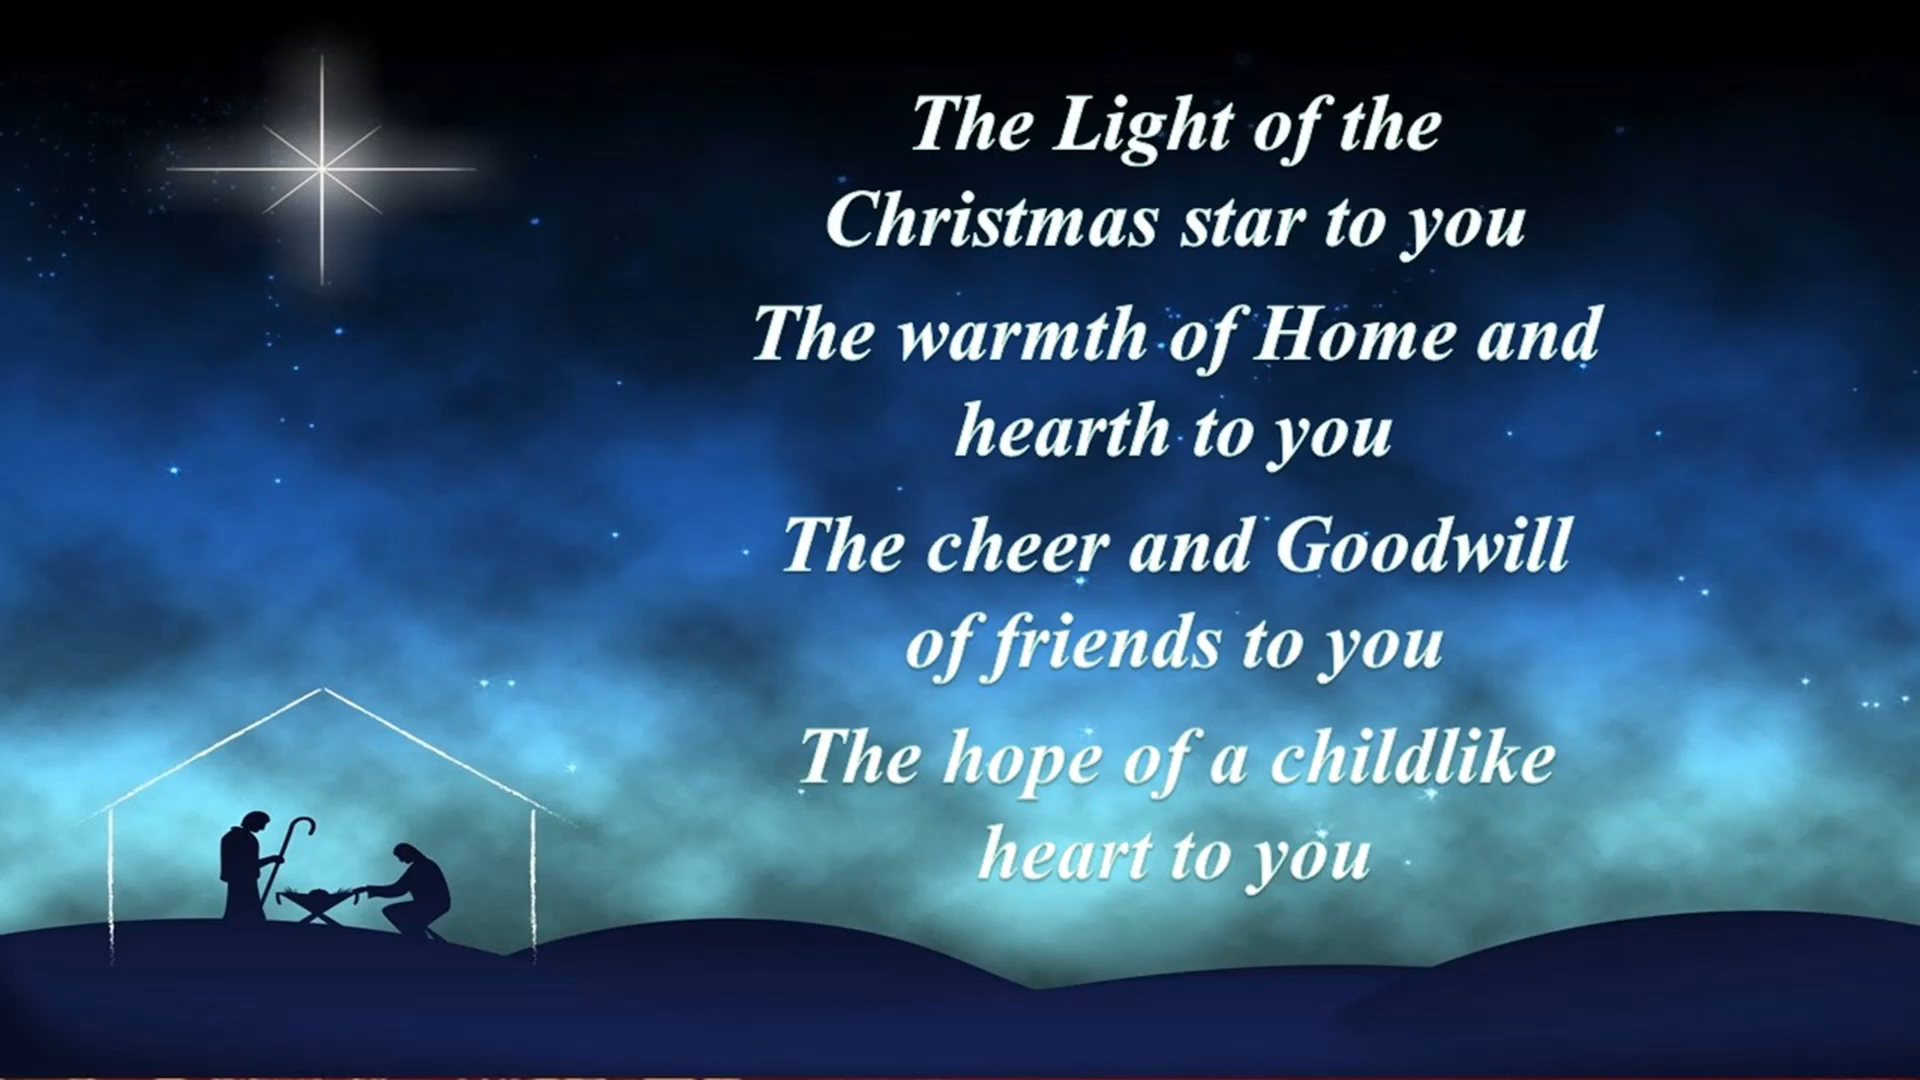 The Light of the
Christmas star to you
The warmth of Home and
hearth to you
The cheer and Goodwill
of friends to you
The hope of a childlike
heart to you